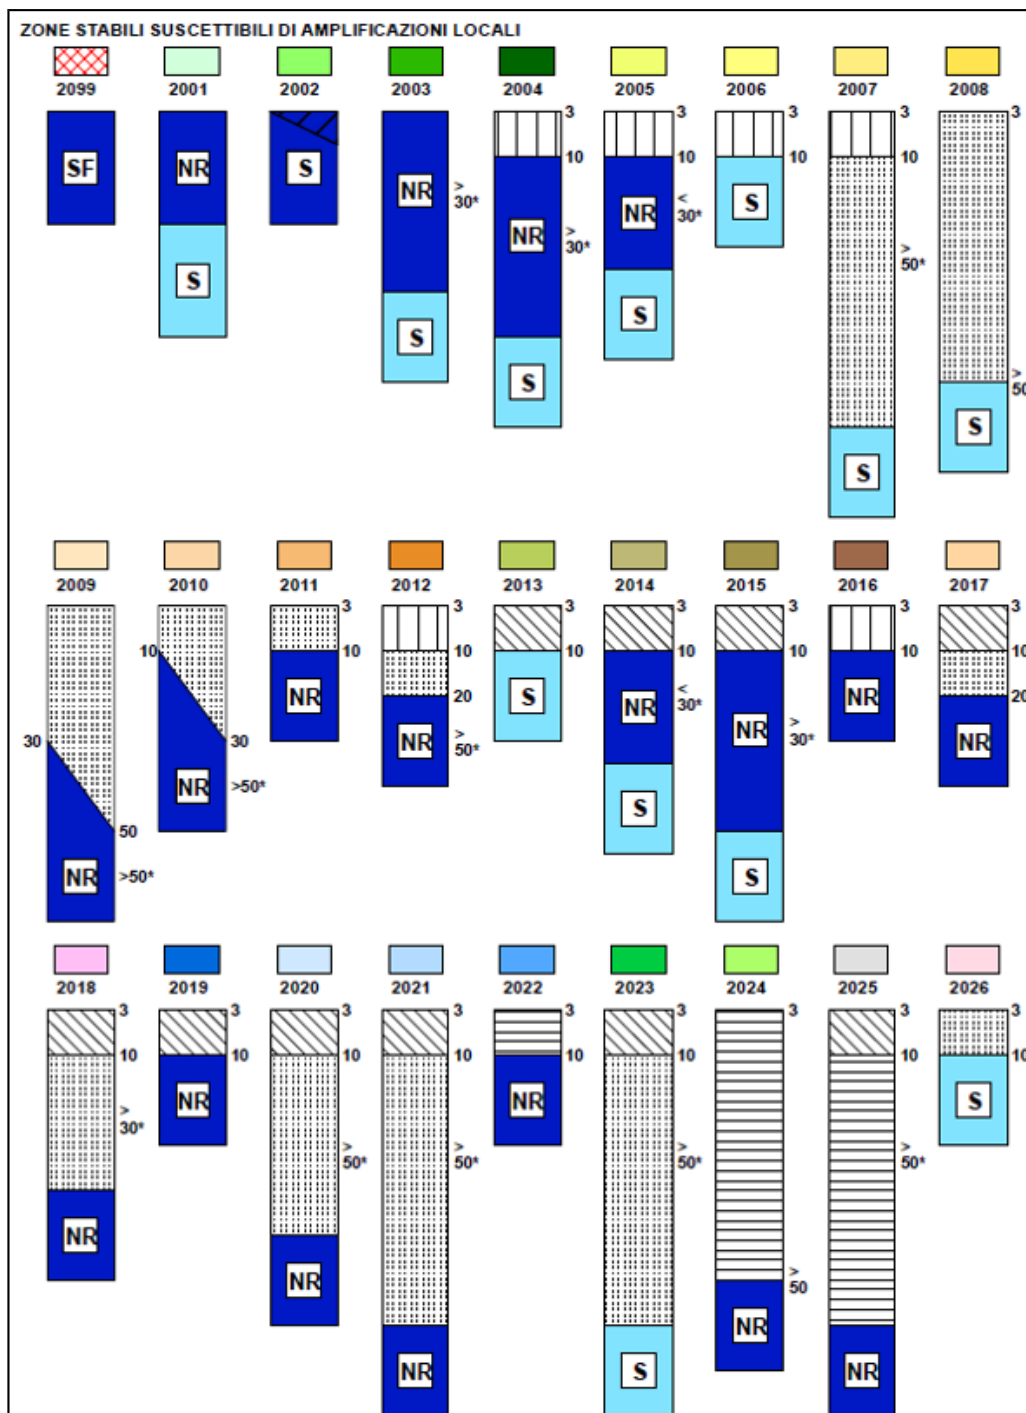 ZONE STABILI SUSCETTIBILI DI AMPLIFICAZIONI LOCALI
2099 2001 2002 2003 2004 2005 2006 2007 2008
3 3 3 3 3
10 10 10 10
SF NR S NR NR NR S
> 30* > 30* < 30* > 50*
S S S S > 50 S S
2009 2010 2011 2012 2013 2014 2015 2016 2017
3 3 3 3 3 3 3
10 10 10 10 10 10 10 10
20 20
NR NR S NR NR NR NR
< 30* > 30*
30 30 > 50*
NR >50* S
50
NR >50* S
2018 2019 2020 2021 2022 2023 2024 2025 2026
3 3 3 3 3 3 3 3 3
10 10 10 10 10 10 10 10
NR NR S
> 30* > 50* > 50* > 50* > 50*
NR NR > 50
NR NR S NR NR